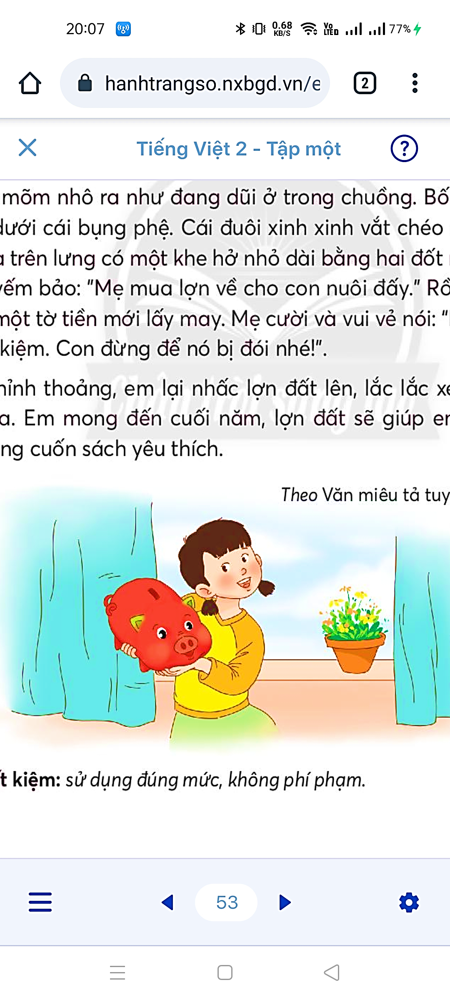 20:07
0.68 KB/S
Vo LTED
77%
hanhtrangso.nxbgd.vn/e
2
Tiếng Việt 2 - Tập một
?
mõm nhô ra như đang dũi ở trong chuồng. Bố
dưới cái bụng phệ. Cái đuôi xinh xinh vắt chéo
trên lưng có một khe hở nhỏ dài bằng hai đốt
yếm bảo: "Mẹ mua lợn về cho con nuôi đấy." Rồ
một tờ tiền mới lấy may. Mẹ cười và vui vẻ nói: "
kiệm. Con đừng để nó bị đói nhé!".
hỉnh thoảng, em lại nhấc lợn đất lên, lắc lắc xe
a. Em mong đến cuối năm, lợn đất sẽ giúp er
ng cuốn sách yêu thích.
Theo Văn miêu tả tuy
t kiệm: sử dụng đúng mức, không phí phạm.
53